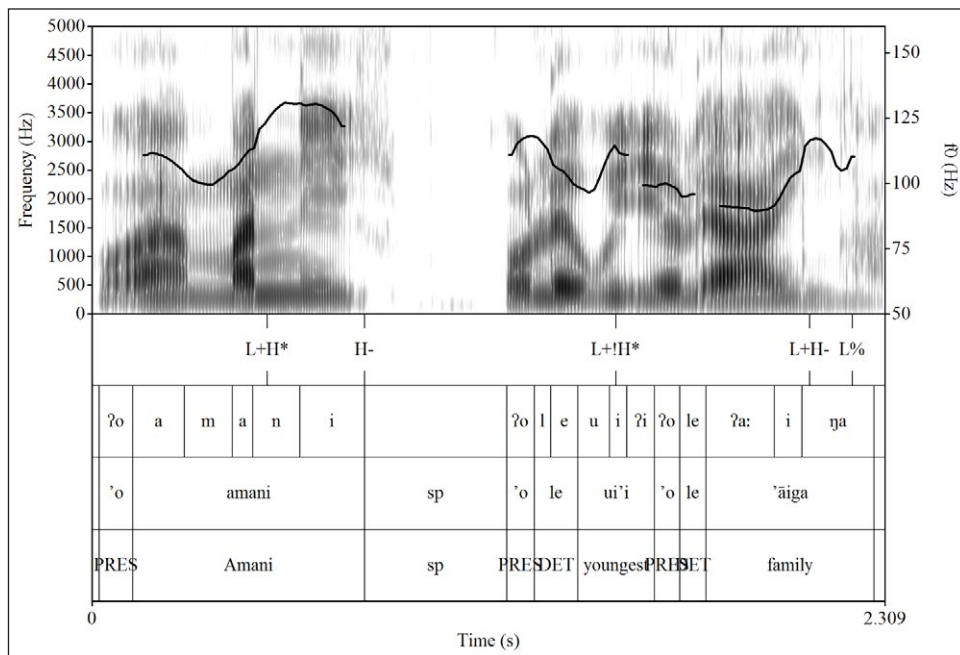 5000
4500
4000
3500
3000
2500
2000
1500
1000
500
0
Frequency (Hz)
150
125
100
75
50
f0 (Hz)
L+H* H- L+!H* L+H- L%
ʔo a m a n i ʔo l e u i ʔi ʔo le ʔaː i ŋa
’o amani sp ’o le ui’i ’o le ’āiga
PRES Amani sp PRES DET youngest PRES DET family
0 2.309
Time (s)